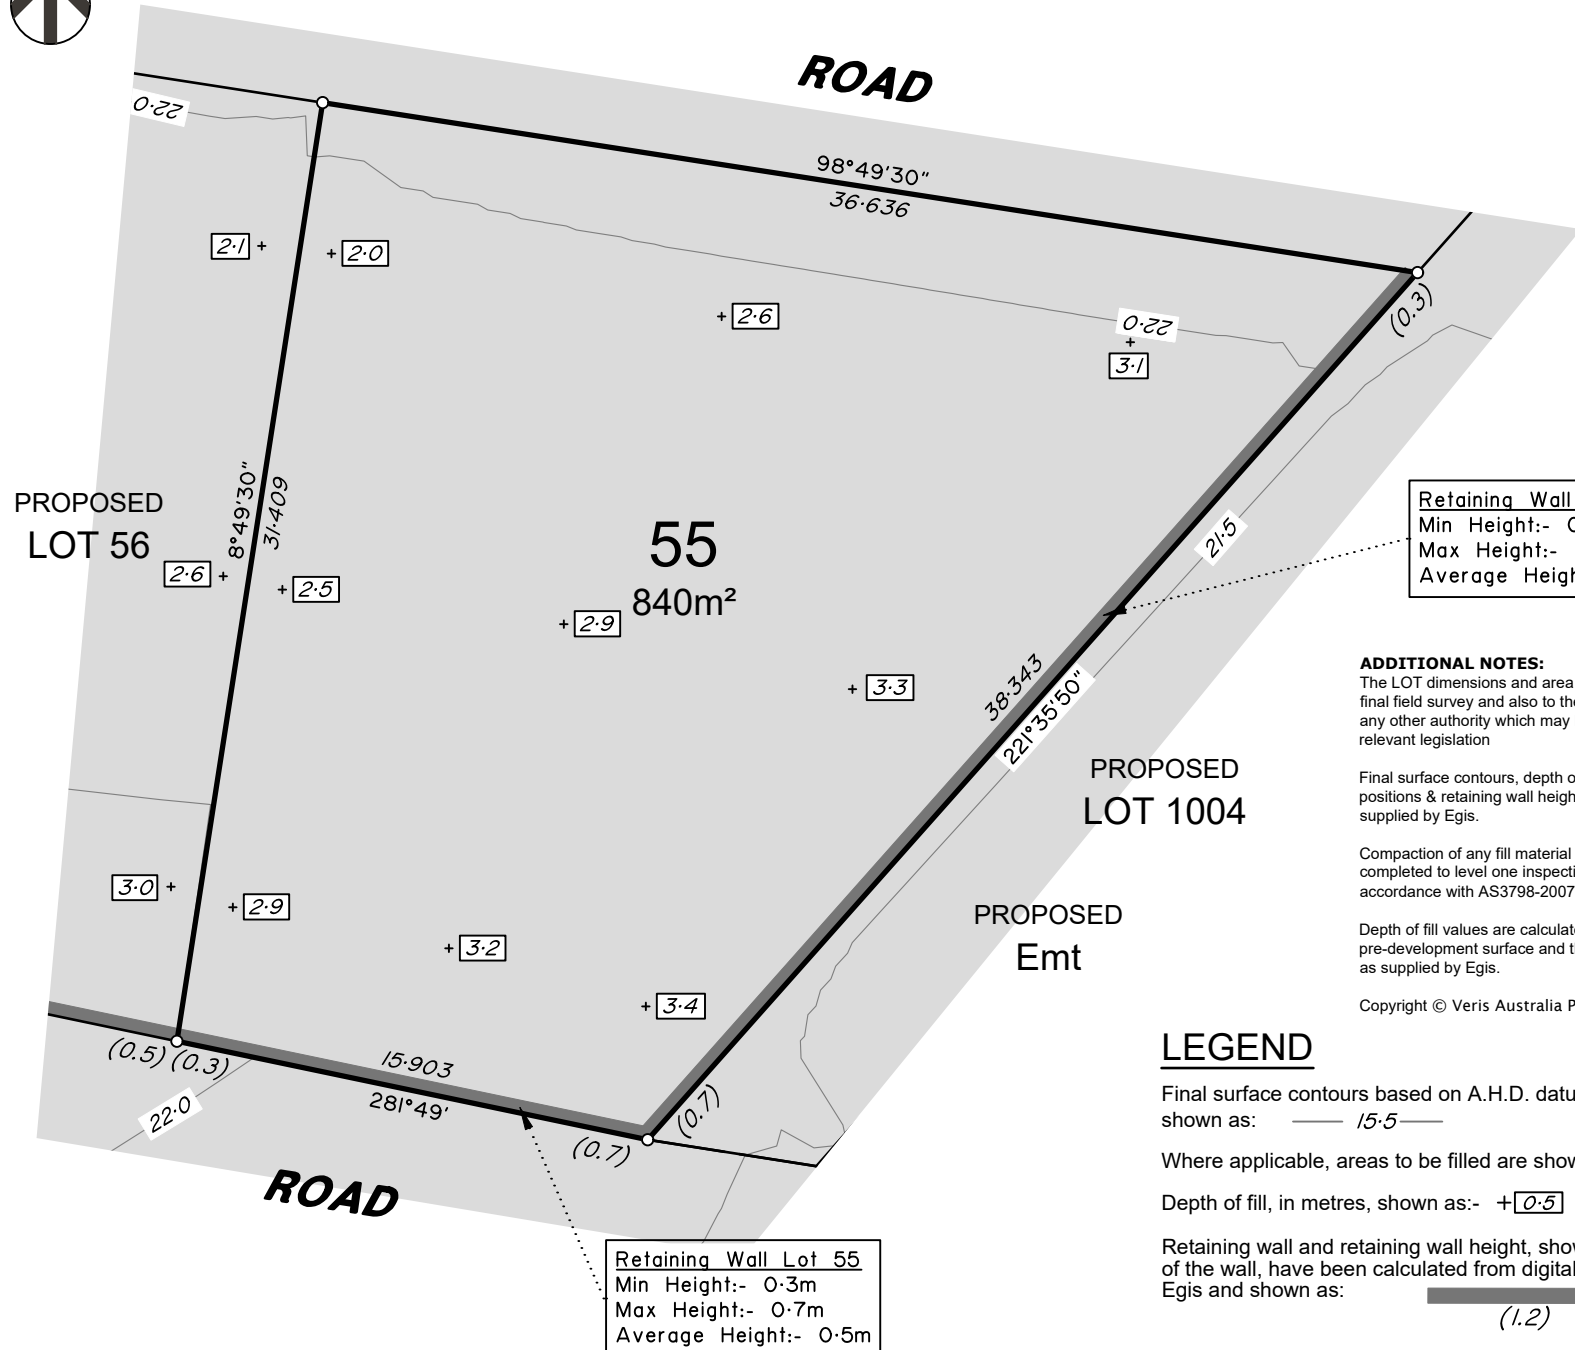 ROAD
22·0
98°49'30"
36·636
2·1
2·0
2·6
22·0
3·1
(0.3)
PROPOSED
LOT 56
8°49'30"
31·409
55
840m²
2·6
2·5
2·9
3·3
21·5
38·343
221°35'50"
Retaining Wall
Min Height:-
Max Height:-
Average
ADDITIONAL NOTES:
The LOT dimensions and area
final field survey and also to the
any other authority which may
relevant legislation
Final surface contours, depth
positions & retaining wall
supplied by Egis.
Compaction of any fill material
completed to level one
accordance with AS3798-2007
Depth of fill values are
pre-development surface and
as supplied by Egis.
Copyright © Veris Australia
PROPOSED
LOT 1004
PROPOSED
Emt
3·0
2·9
3·2
3·4
(0.5) (0.3)
15·903
281°49'
22·0
(0.7)
(0.7)
ROAD
Retaining Wall Lot 55
Min Height:- 0·3m
Max Height:- 0·7m
Average Height:- 0·5m
LEGEND
Final surface contours based on A.H.D.
shown as: 15·5
Where applicable, areas to be filled are
Depth of fill, in metres, shown as:- + 0·5
Retaining wall and retaining wall height,
of the wall, have been calculated from digital
Egis and shown as:
(1.2)